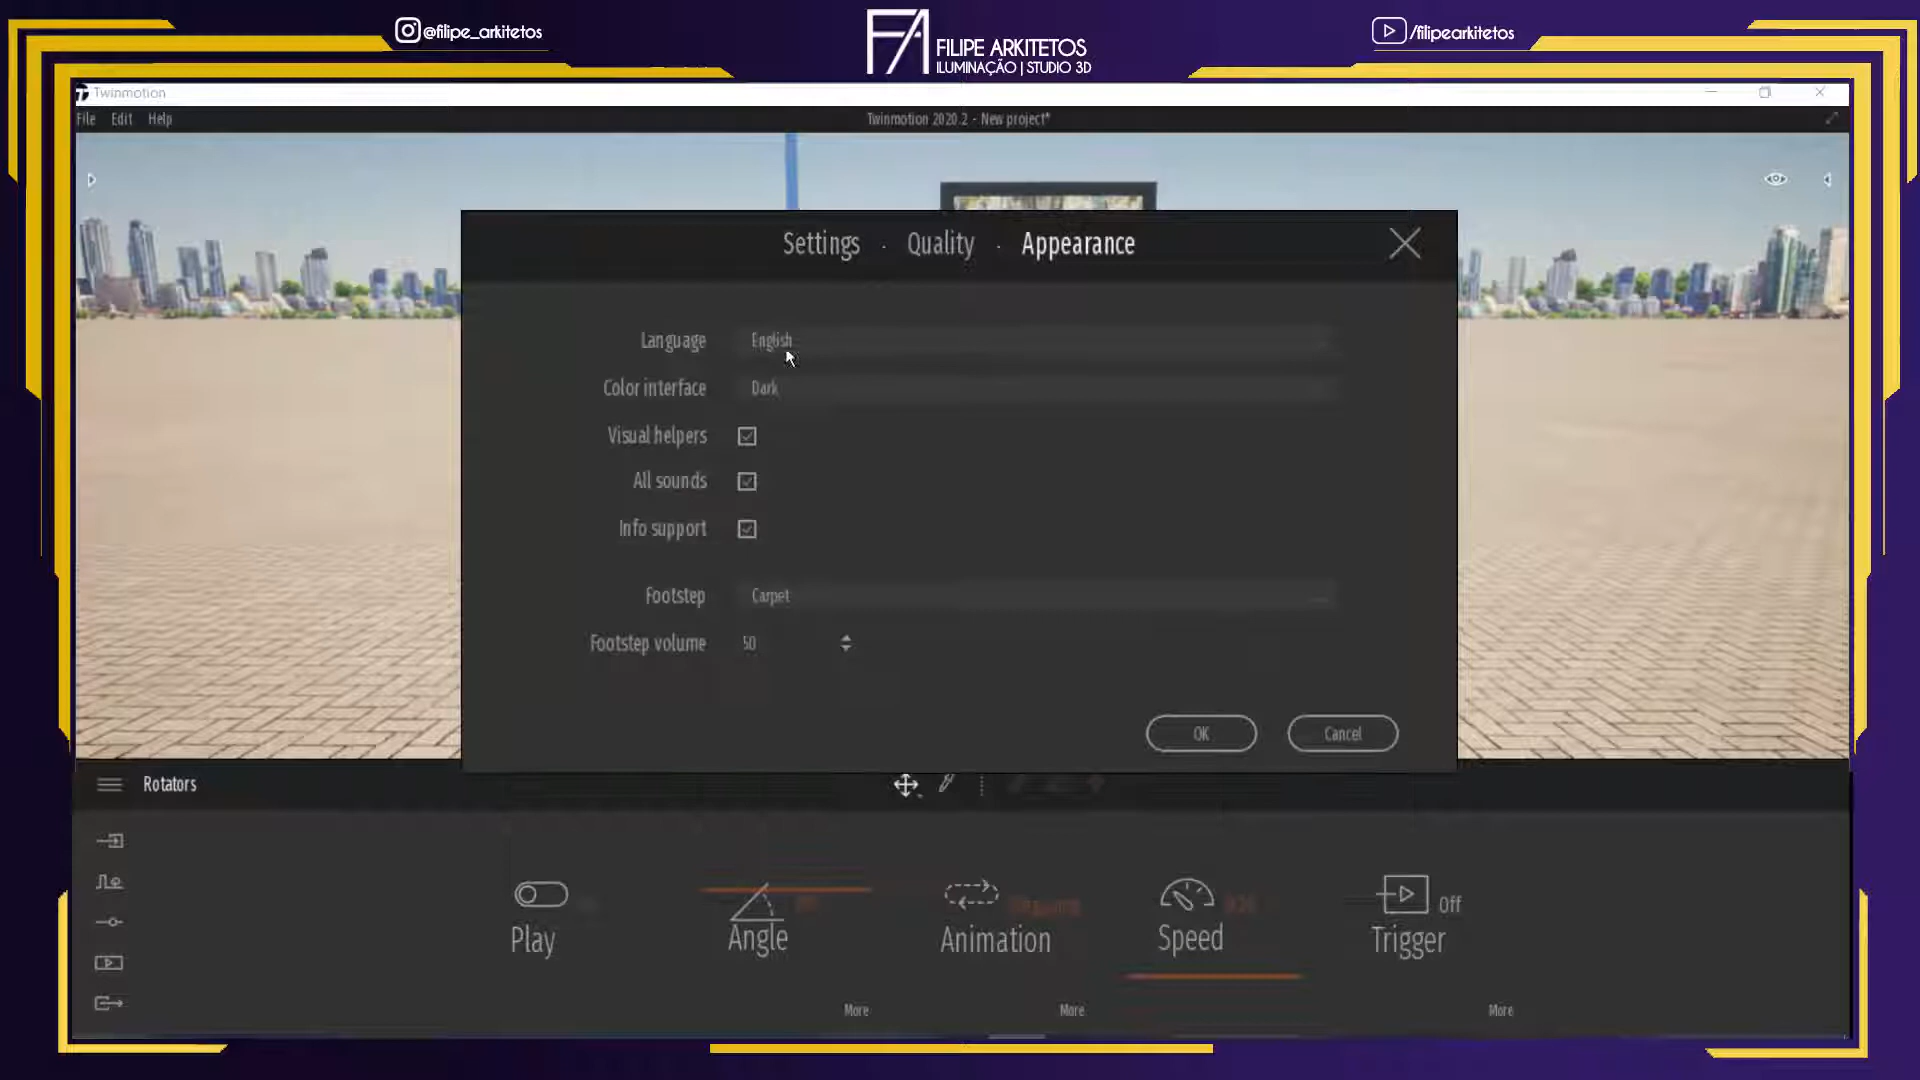 @filipe_arkitetos
FA
FILIPE ARKITETOS
ILUMINAÇÃO | STUDIO 3D
/filipearkitetos
Twinmotion
File Edit Help
Twinmotion 2020.2 - New project*
Settings · Quality · Appearance
Language English
Color interface Dark
Visual helpers
All sounds
Info support
Footstep Carpet
Footstep volume 50
OK Cancel
Rotators
Off
Play Angle Animation Speed Trigger
More More More